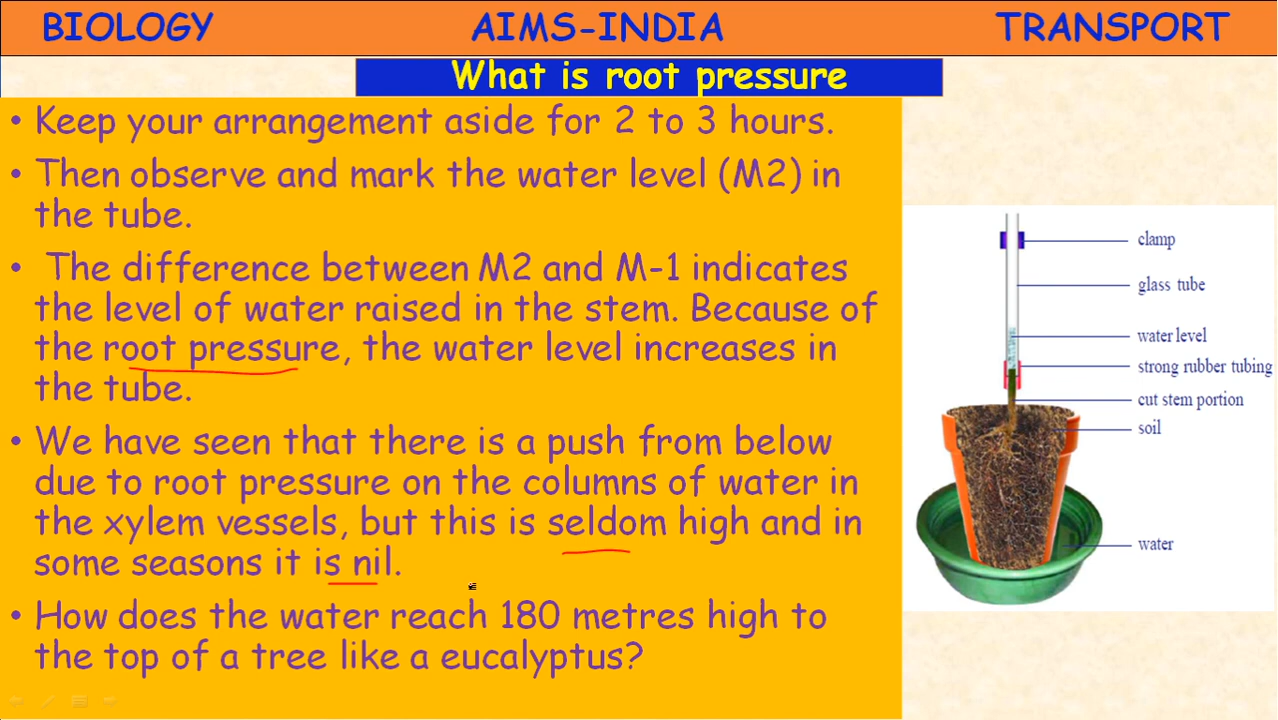 BIOLOGY AIMS-INDIA TRANSPORT
What is root pressure
• Keep your arrangement aside for 2 to 3 hours.
• Then observe and mark the water level (M2) in
the tube.
• The difference between M2 and M-1 indicates
the level of water raised in the stem. Because of
the root pressure, the water level increases in
the tube.
• We have seen that there is a push from below
due to root pressure on the columns of water in
the xylem vessels, but this is seldom high and in
some seasons it is nil.
• How does the water reach 180 metres high to
the top of a tree like a eucalyptus?
clamp
glass tube
water level
strong rubber tubing
cut stem portion
soil
water